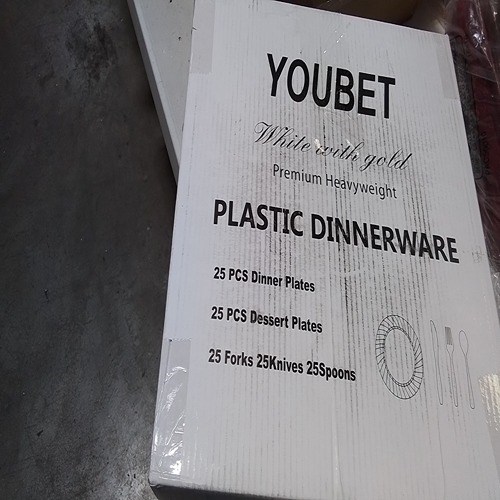 YOUBET
White with gold
Premium Heavyweight
PLASTIC DINNERWARE
25 PCS Dinner Plates
25 PCS Dessert Plates
25 Forks 25Knives 25Spoons